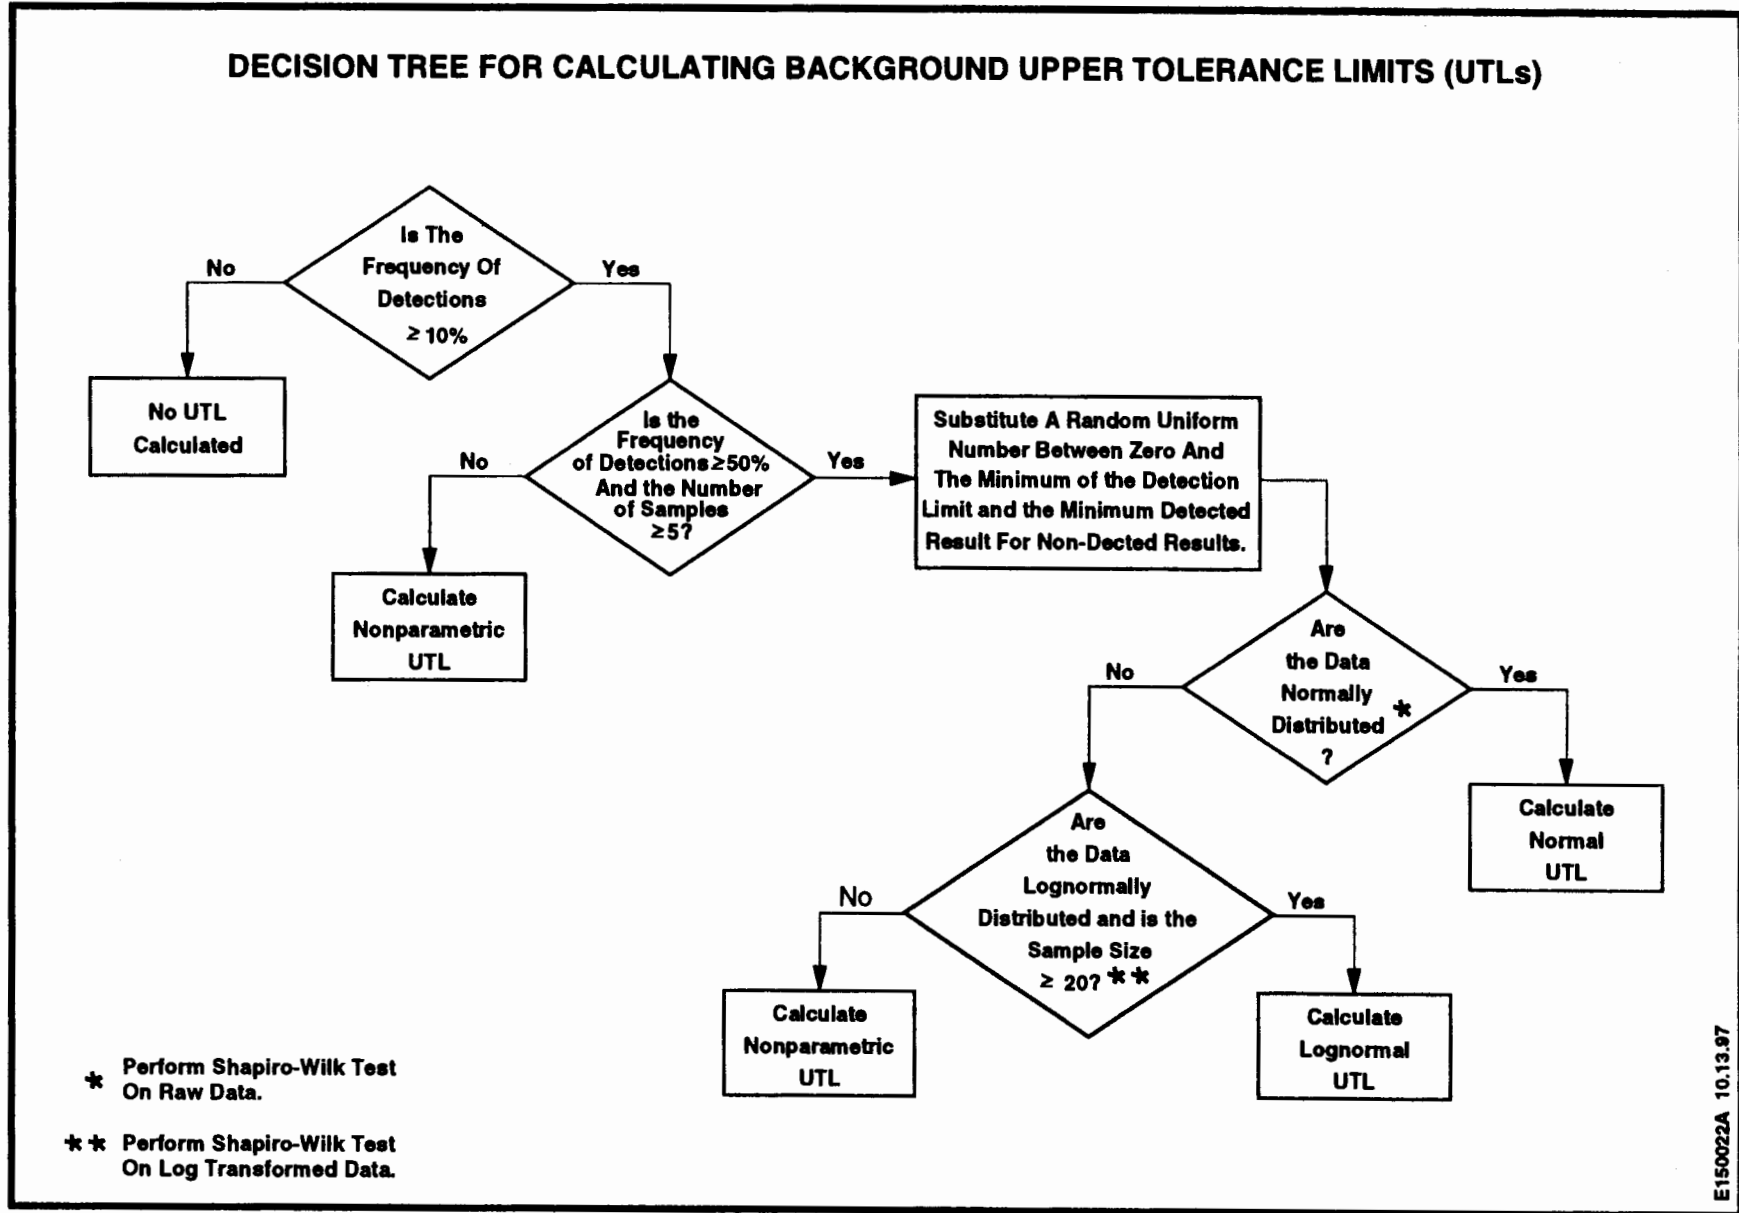 DECISION TREE FOR CALCULATING BACKGROUND UPPER TOLERANCE LIMITS (UTLs)
Is The
Frequency Of
Detections
≥ 10%
No
Yes
No UTL
Calculated
Is the
Frequency
of Detections≥50%
And the Number
of Samples
≥5?
No
Yes
Calculate
Nonparametric
UTL
Substitute A Random Uniform
Number Between Zero And
The Minimum of the Detection
Limit and the Minimum Detected
Result For Non-Dected Results.
Are
the Data
Normally
Distributed *
?
No
Yes
Calculate
Normal
UTL
Are
the Data
Lognormally
Distributed and is the
Sample Size
≥ 20? **
No
Yes
Calculate
Nonparametric
UTL
Calculate
Lognormal
UTL
* Perform Shapiro-Wilk Test
On Raw Data.
** Perform Shapiro-Wilk Test
On Log Transformed Data.
E150022A 10.13.97